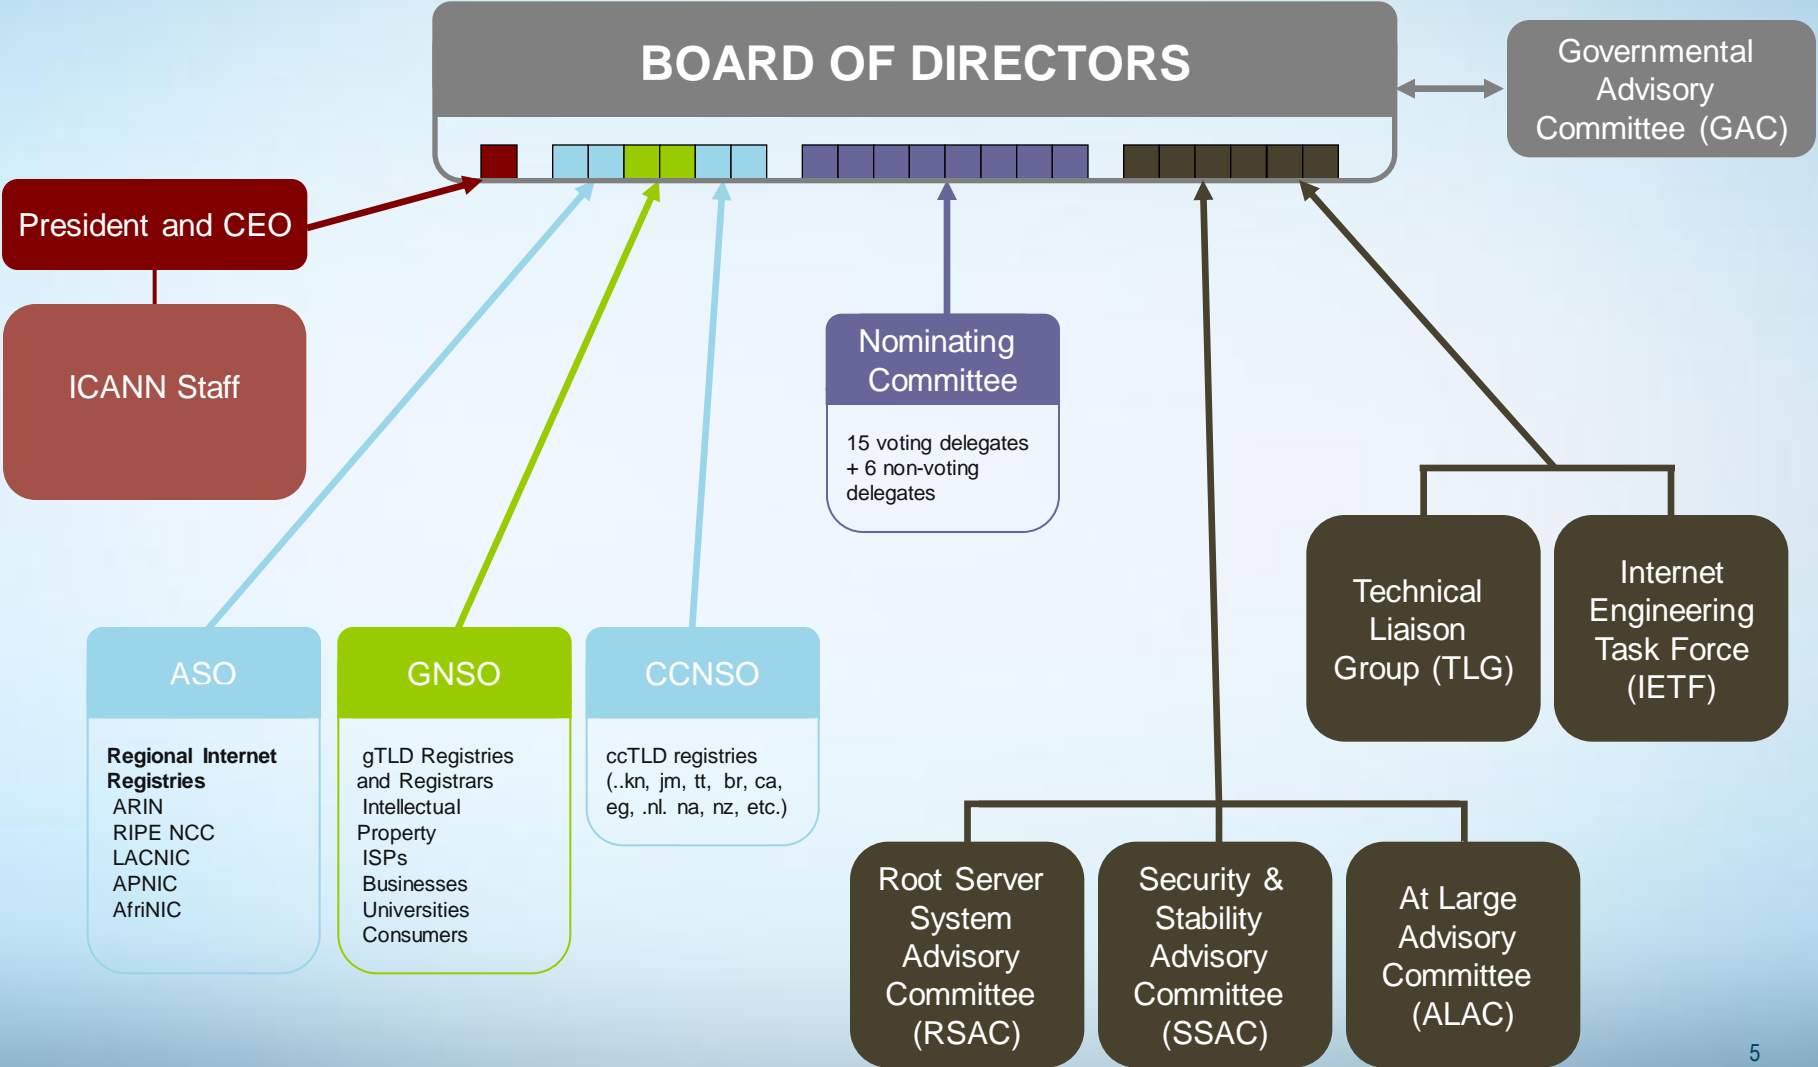 BOARD OF DIRECTORS
Governmental
Advisory
Committee (GAC)
President and CEO
ICANN Staff
Nominating
Committee
15 voting delegates
+ 6 non-voting
delegates
Technical
Liaison
Group (TLG)
Internet
Engineering
Task Force
(IETF)
ASO
Regional Internet
Registries
ARIN
RIPE NCC
LACNIC
APNIC
AfriNIC
GNSO
gTLD Registries
and Registrars
Intellectual
Property
ISPs
Businesses
Universities
Consumers
CCNSO
ccTLD registries
(..kn, jm, tt, br, ca,
eg, .nl. na, nz, etc.)
Root Server
System
Advisory
Committee
(RSAC)
Security &
Stability
Advisory
Committee
(SSAC)
At Large
Advisory
Committee
(ALAC)
5